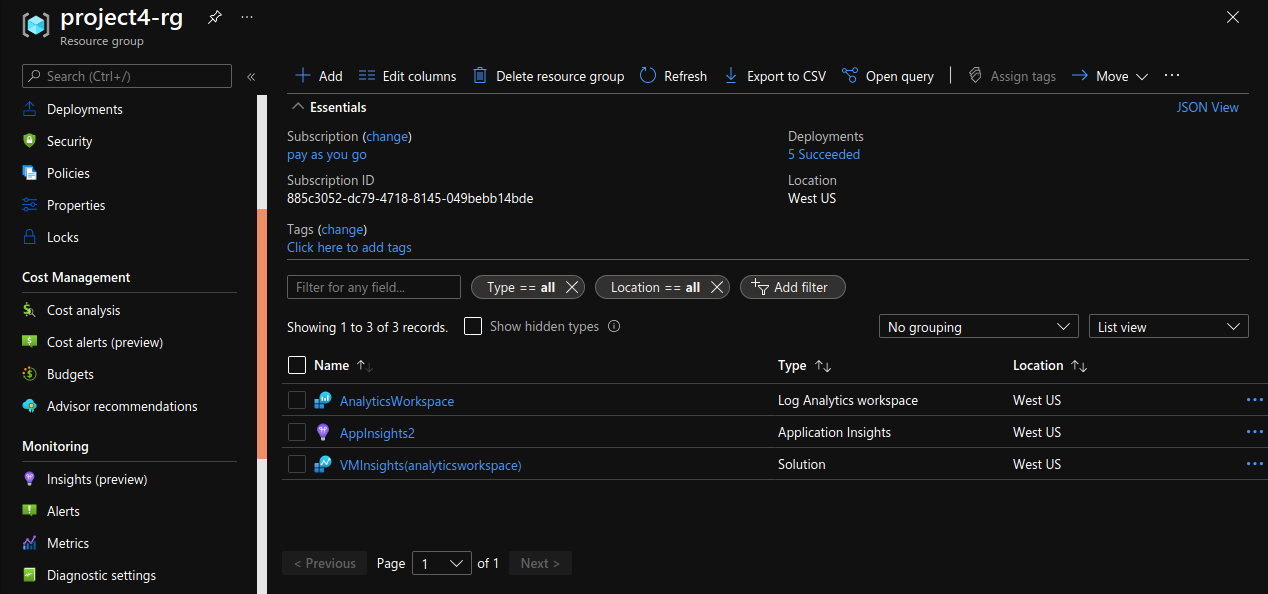 project4-rg
Resource group
Search (Ctrl+/)
Deployments
Security
Policies
Properties
Locks
Cost Management
Cost analysis
Cost alerts (preview)
Budgets
Advisor recommendations
Monitoring
Insights (preview)
Alerts
Metrics
Diagnostic settings
Add Edit columns Delete resource group Refresh Export to CSV Open query Assign tags Move
Essentials JSON View
Subscription (change) Deployments
pay as you go 5 Succeeded
Subscription ID Location
885c3052-dc79-4718-8145-049bebb14bde West US
Tags (change)
Click here to add tags
Filter for any field... Type == all Location == all Add filter
Showing 1 to 3 of 3 records. Show hidden types No grouping List view
Name Type Location
AnalyticsWorkspace Log Analytics workspace West US
AppInsights2 Application Insights West US
VMInsights(analyticsworkspace) Solution West US
< Previous Page 1 of 1 Next >